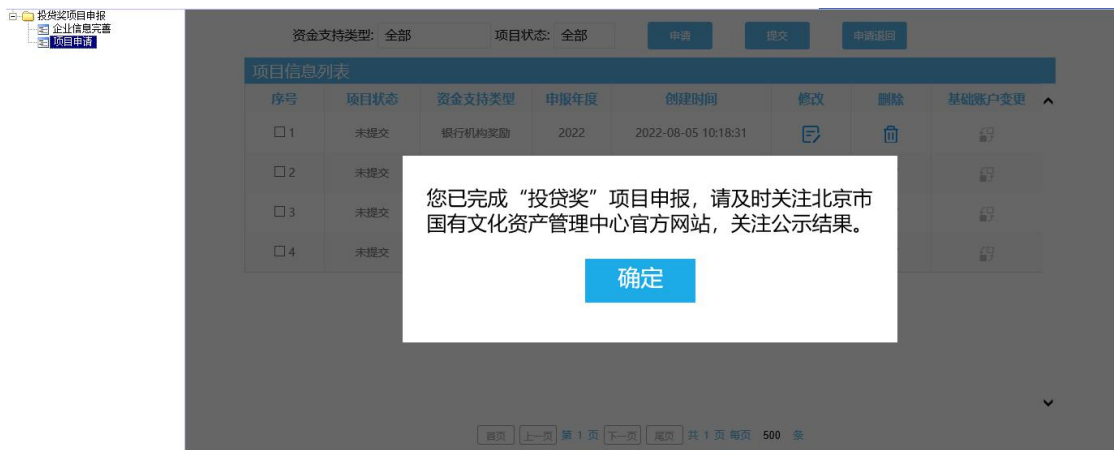 投贷奖项目申报
企业信息完善
项目申请
资金支持类型: 全部 项目状态: 全部 申请 提交 申请退回
项目信息列表
序号 项目状态 资金支持类型 申报年度 创建时间 修改 删除 基础账户变更
1 未提交 银行机构奖励 2022 2022-08-05 10:18:31
2 未提交
3 未提交
4 未提交
您已完成“投贷奖”项目申报，请及时关注北京市
国有文化资产管理中心官方网站，关注公示结果。
确定
首页 上一页 第 1 页 下一页 尾页 共 1 页 每页 500 条